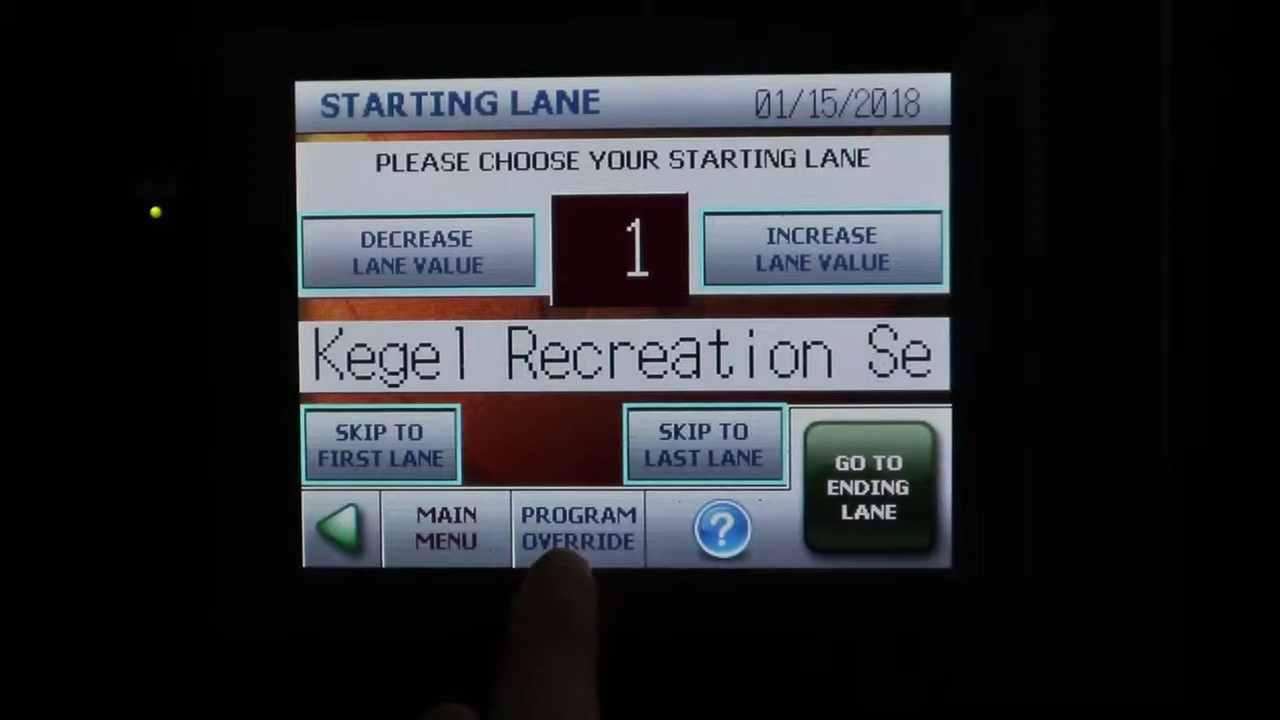 STARTING LANE 01/15/2018
PLEASE CHOOSE YOUR STARTING LANE
DECREASE
LANE VALUE
1
INCREASE
LANE VALUE
Kegel Recreation Se
SKIP TO
FIRST LANE
SKIP TO
LAST LANE
GO TO
ENDING
LANE
MAIN
MENU
PROGRAM
OVERRIDE
?